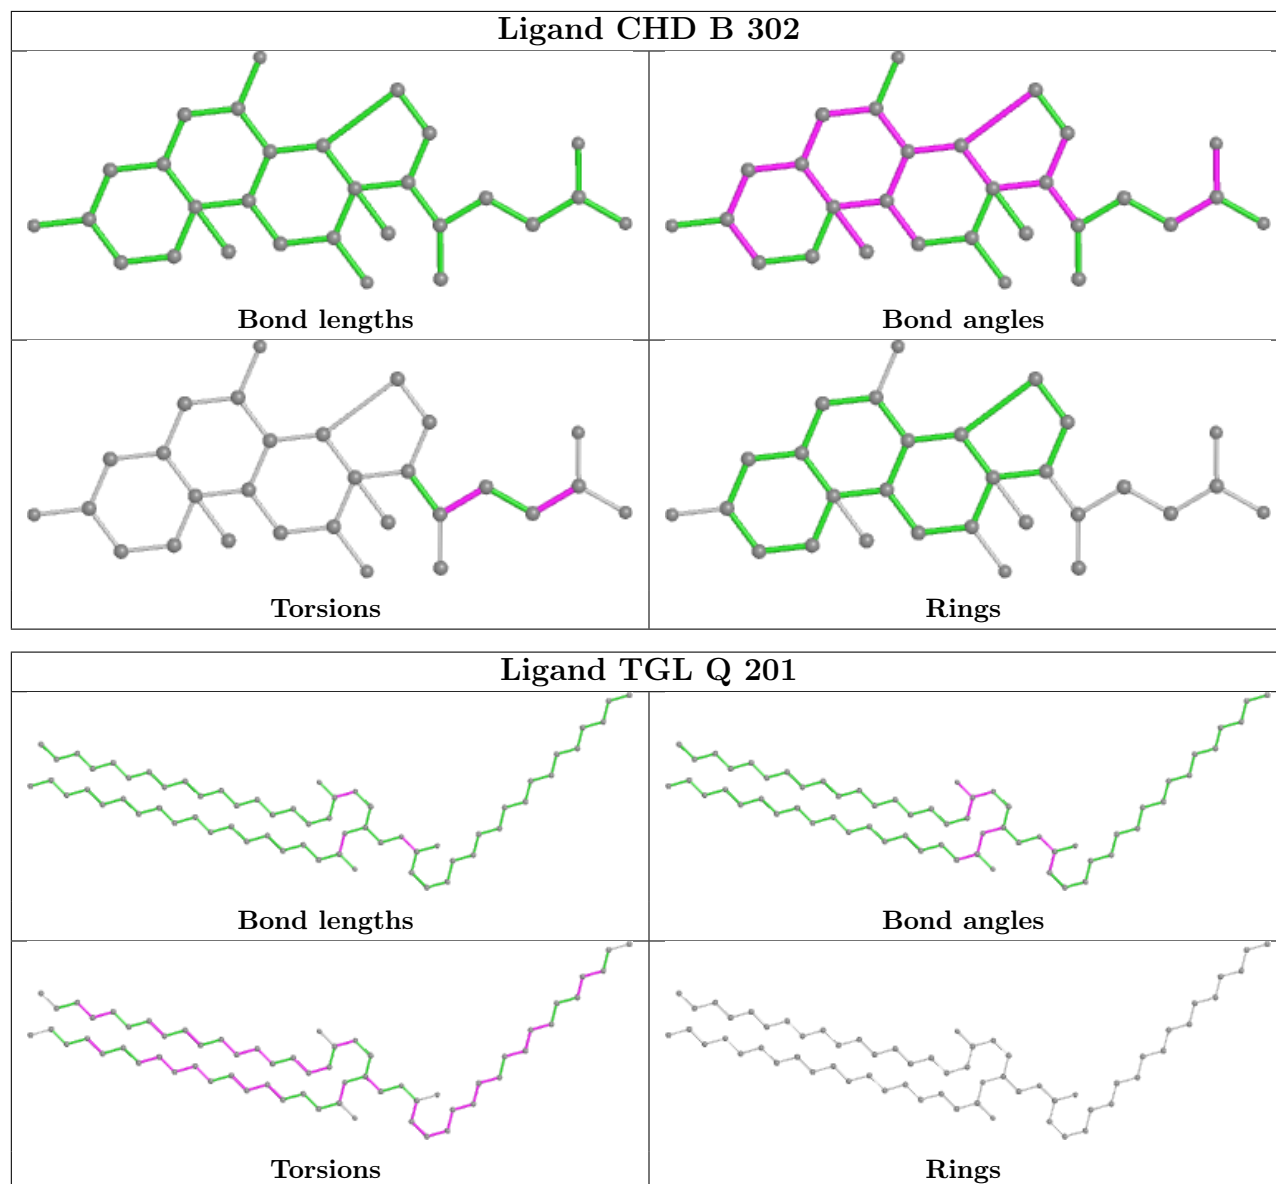 Ligand CHD B 302
Bond lengths
Bond angles
Torsions
Rings
Ligand TGL Q 201
Bond lengths
Bond angles
Torsions
Rings